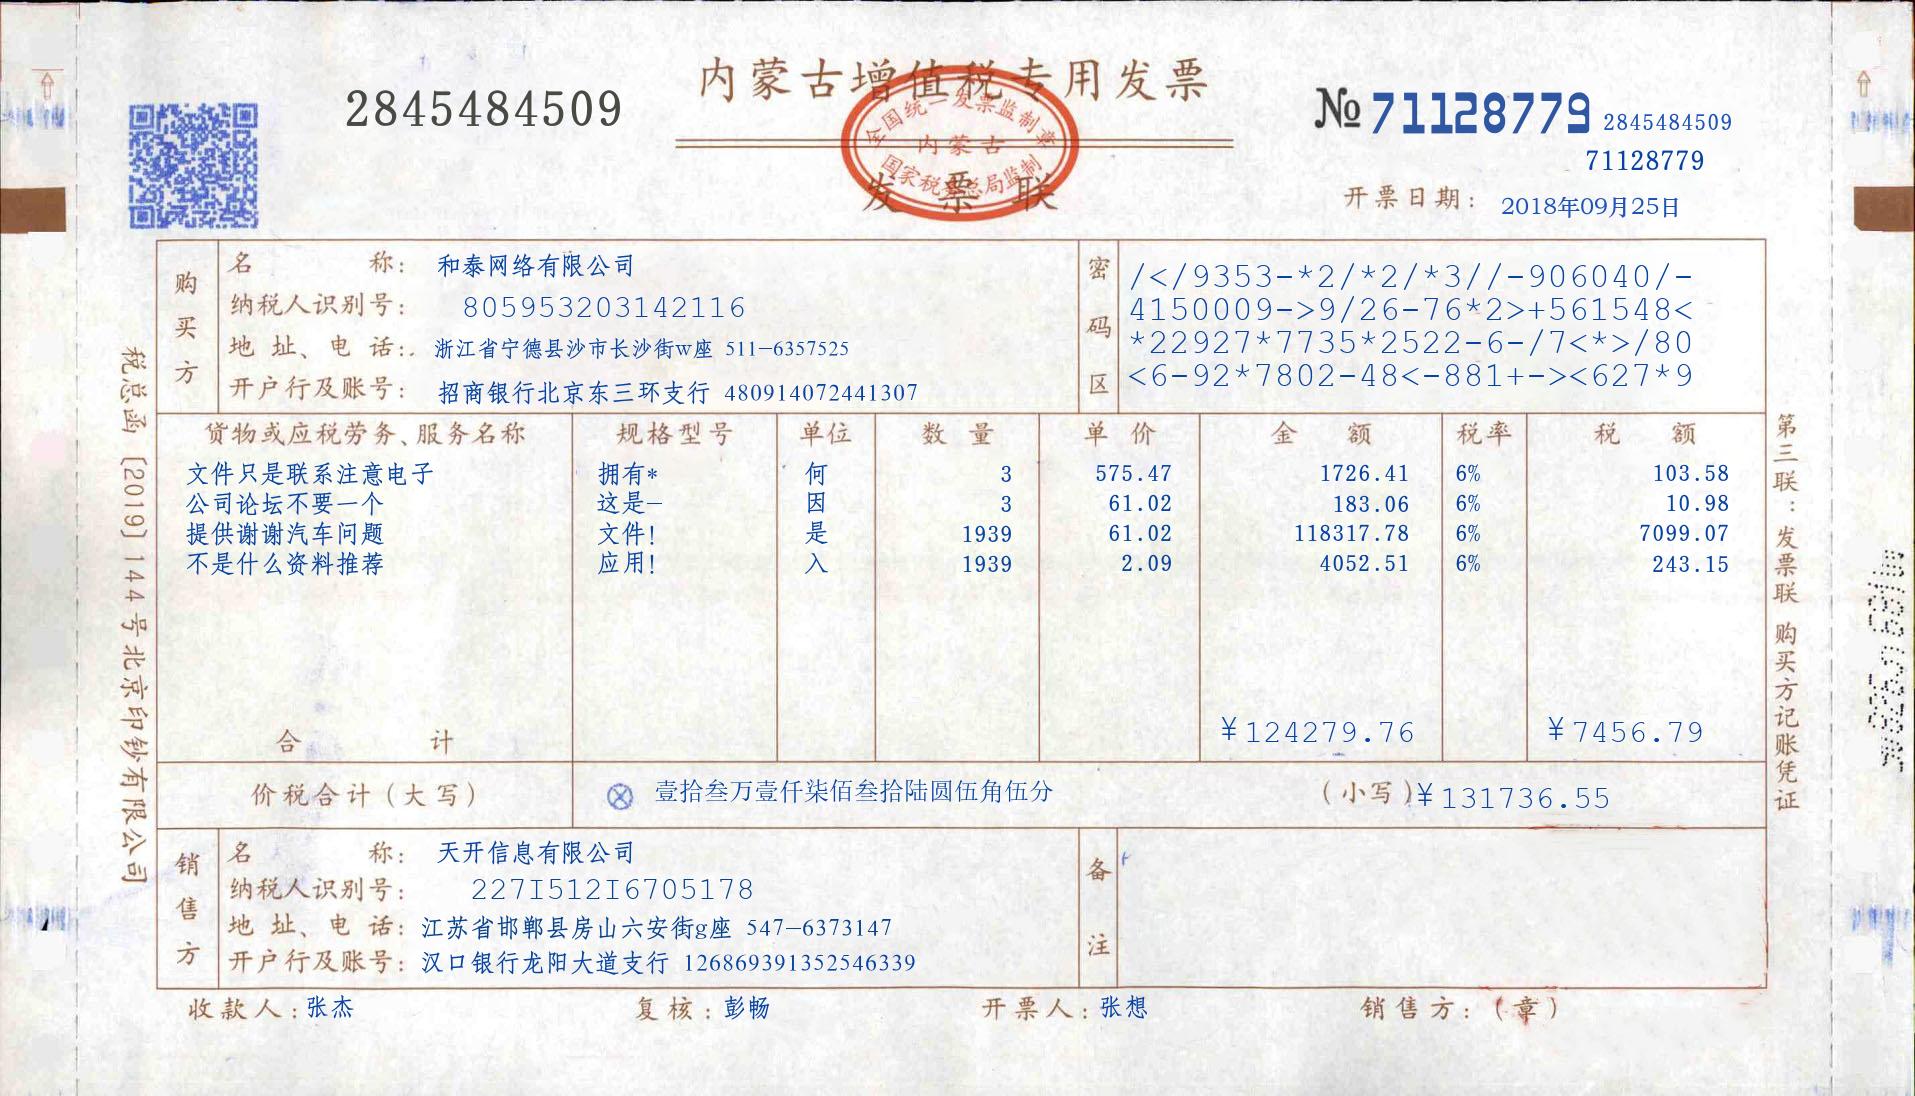 内蒙古增值税专用发票
2845484509
全国统一发票监制章
内蒙古
国家税务总局监制
发票联
№ 71128779 2845484509
71128779
开票日期: 2018年09月25日
购买方
名称: 和泰网络有限公司
纳税人识别号: 805953203142116
地址、电话: 浙江省宁德县沙市长沙街w座 511-6357525
开户行及账号: 招商银行北京东三环支行 480914072441307
密码区
/</9353-*2/*2/*3//-906040/-
4150009->9/26-76*2>+561548<
*22927*7735*2522-6-/7<*>/80
<6-92*7802-48<-881+-><627*9
货物或应税劳务、服务名称 规格型号 单位 数量 单价 金额 税率 税额
文件只是联系注意电子 拥有* 何 3 575.47 1726.41 6% 103.58
公司论坛不要一个 这是- 因 3 61.02 183.06 6% 10.98
提供谢谢汽车问题 文件! 是 1939 61.02 118317.78 6% 7099.07
不是什么资料推荐 应用! 入 1939 2.09 4052.51 6% 243.15
合计 ¥124279.76 ¥7456.79
价税合计(大写) ⊗ 壹拾叁万壹仟柒佰叁拾陆圆伍角伍分 (小写)¥131736.55
销售方
名称: 天开信息有限公司
纳税人识别号: 227I512I6705178
地址、电话: 江苏省邯郸县房山六安街g座 547-6373147
开户行及账号: 汉口银行龙阳大道支行 126869391352546339
备注
收款人: 张杰 复核: 彭畅 开票人: 张想 销售方: (章)
税总函 [2019] 144号北京印钞有限公司
第三联: 发票联 购买方记账凭证